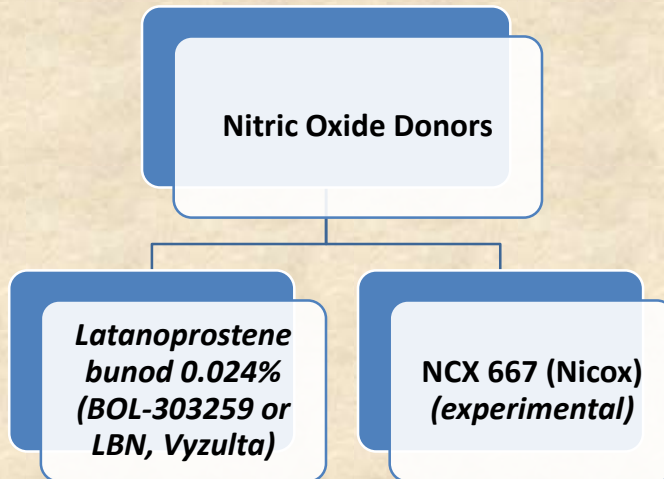 Nitric Oxide Donors
Latanoprostene
bunod 0.024%
(BOL-303259 or
LBN, Vyzulta)
NCX 667 (Nicox)
(experimental)